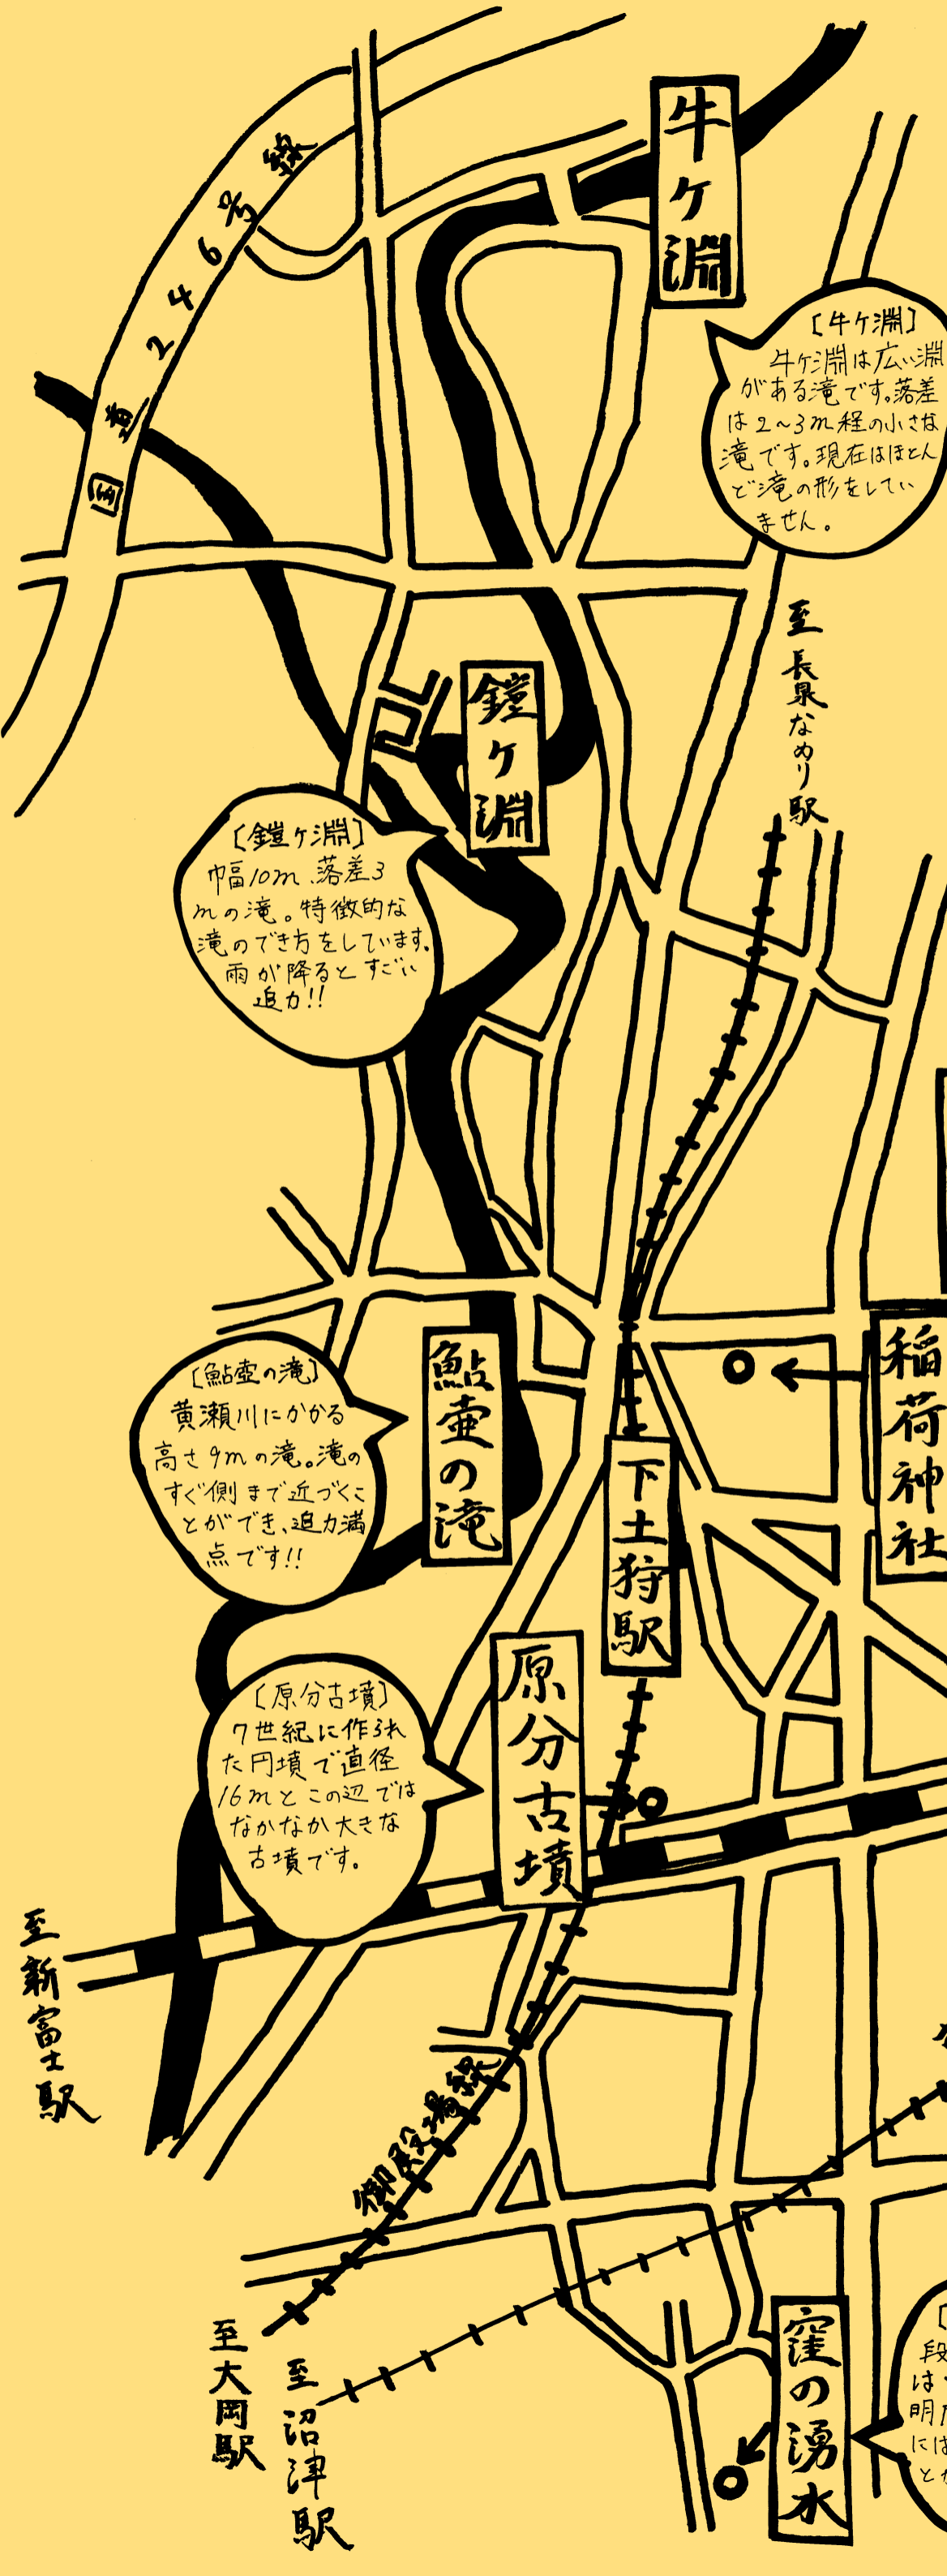 国道246号線
牛ヶ淵
[牛ケ淵]
牛ケ淵は広い淵
がある滝です。落差
は2〜3m程の小さな
滝です。現在はほとん
ど滝の形をしてい
ません。
至長泉なめり駅
鎧ヶ淵
[鎧ヶ淵]
巾幅10m、落差3
mの滝。特徴的な
滝のでき方をしています。
雨が降るとすごい
迫力!!
鮎壺の滝
[鮎壺の滝]
黄瀬川にかかる
高さ9mの滝。滝の
すぐ側まで近づくこ
とができ、迫力満
点です!!
稲荷神社
下土狩駅
原分古墳
[原分古墳]
7世紀に作られ
た円墳で直径
16mとこの辺では
なかなか大きな
古墳です。
至新富士駅
御殿場線
至大岡駅
至沼津駅
窪の湧水
[
段
は
明
には
とが